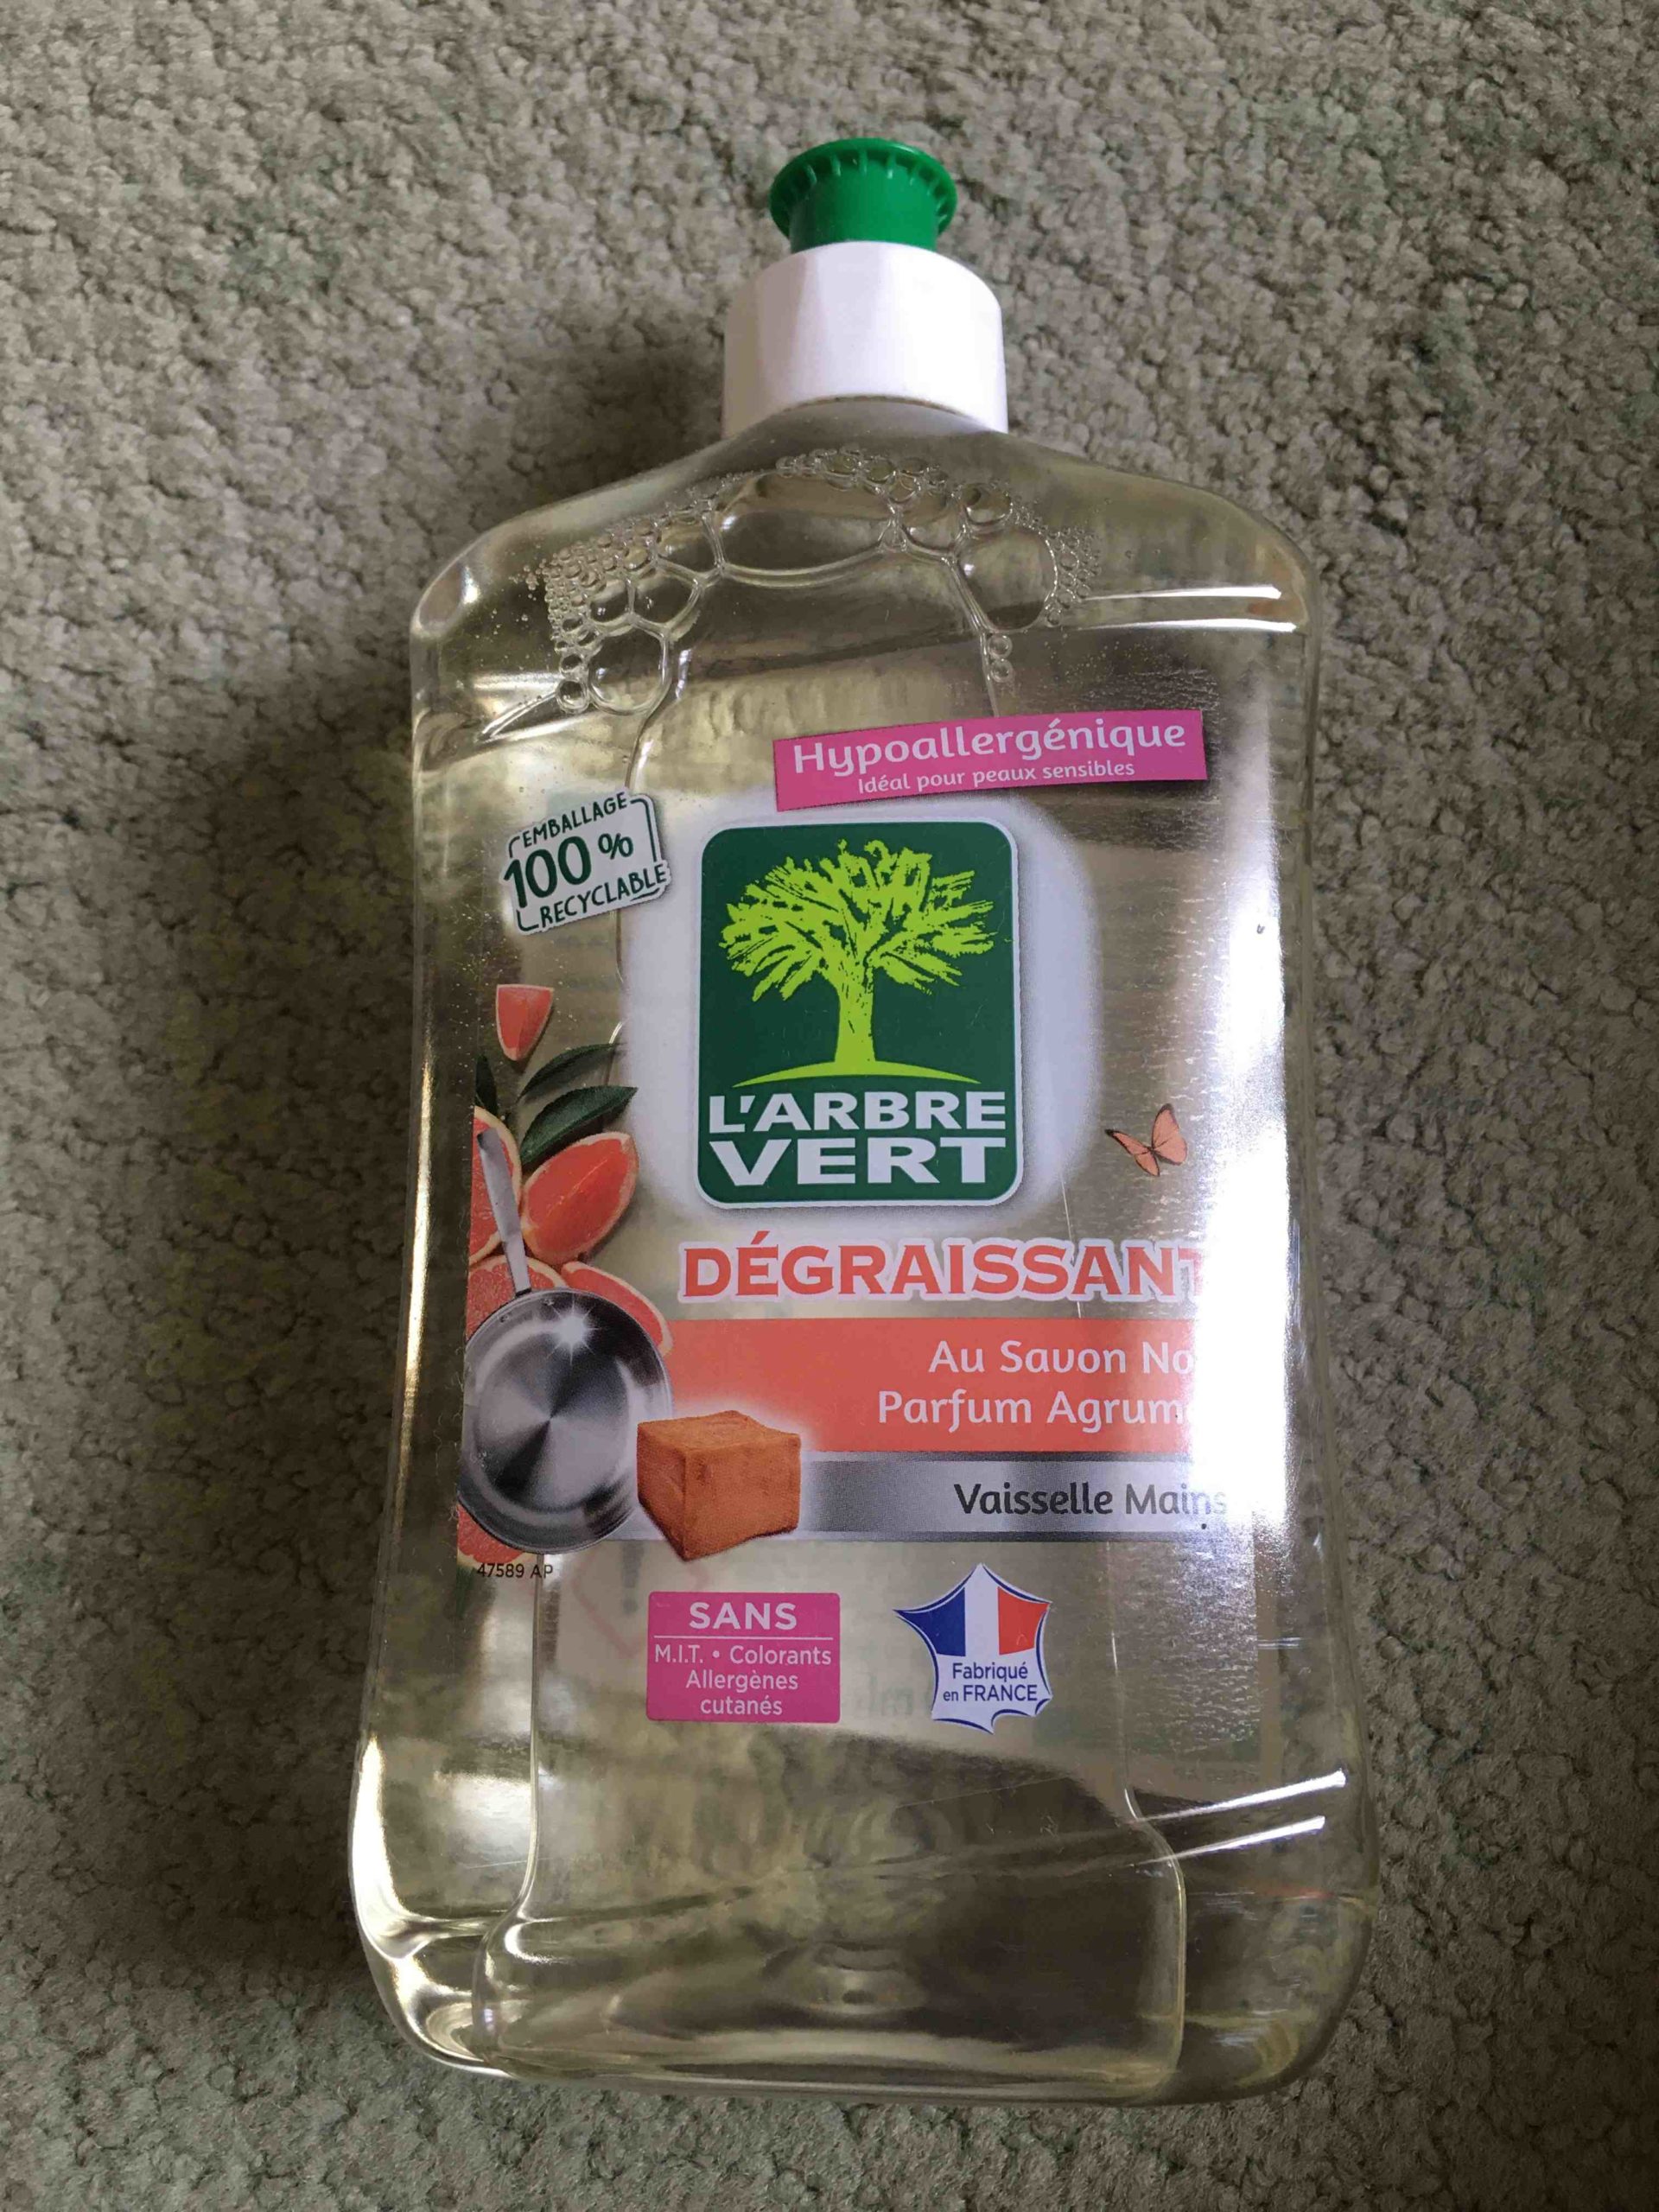 Hypoallergénique
Idéal pour peaux sensibles
EMBALLAGE
100 %
RECYCLABLE
L'ARBRE
VERT
DÉGRAISSANT
Au Savon No
Parfum Agrum
Vaisselle Mains
47589 AP
SANS
M.I.T. • Colorants
Allergènes
cutanés
Fabriqué
en FRANCE